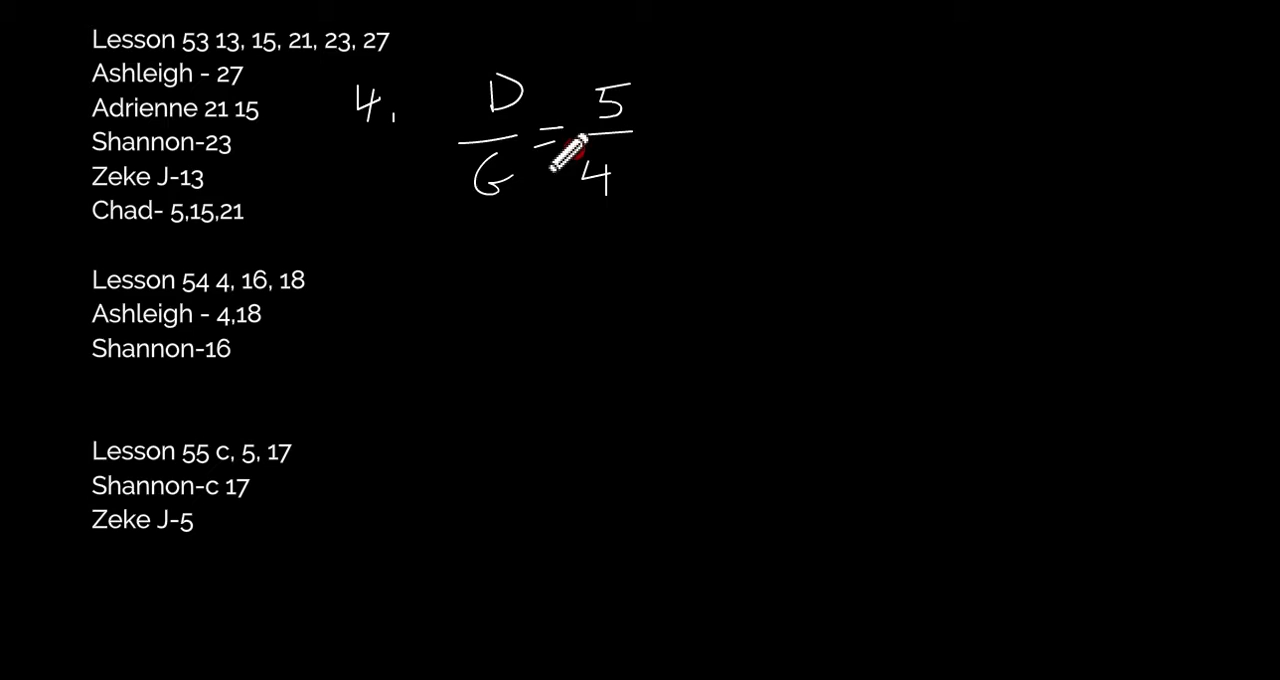 Lesson 53 13, 15, 21, 23, 27
Ashleigh - 27
Adrienne 21 15
Shannon-23
Zeke J-13
Chad- 5,15,21
Lesson 54 4, 16, 18
Ashleigh - 4,18
Shannon-16
Lesson 55 c, 5, 17
Shannon-c 17
Zeke J-5
4. D/G = 5/4